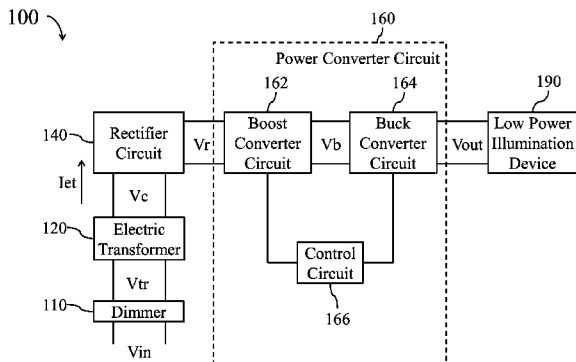 100
160
Power Converter Circuit
162
164
190
140
Rectifier
Circuit
Vr
Boost
Converter
Circuit
Vb
Buck
Converter
Circuit
Vout
Low Power
Illumination
Device
Iet
Vc
120
Electric
Transformer
Control
Circuit
166
Vtr
110
Dimmer
Vin